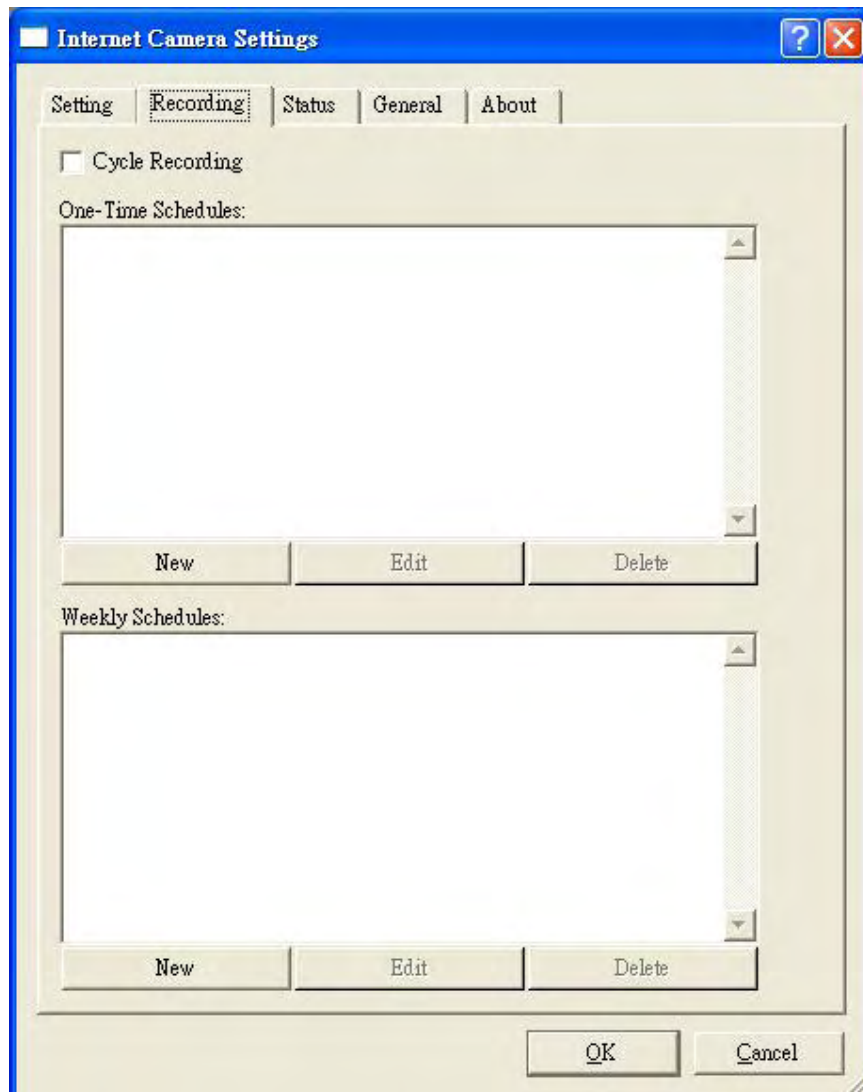 Internet Camera Settings
?
Setting Recording Status General About
Cycle Recording
One-Time Schedules:
New Edit Delete
Weekly Schedules:
New Edit Delete
OK Cancel